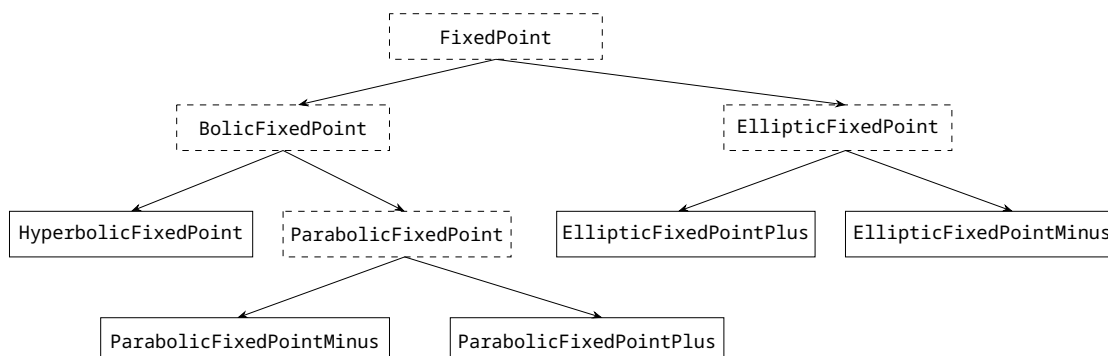 FixedPoint
BolicFixedPoint
EllipticFixedPoint
HyperbolicFixedPoint
ParabolicFixedPoint
EllipticFixedPointPlus
EllipticFixedPointMinus
ParabolicFixedPointMinus
ParabolicFixedPointPlus